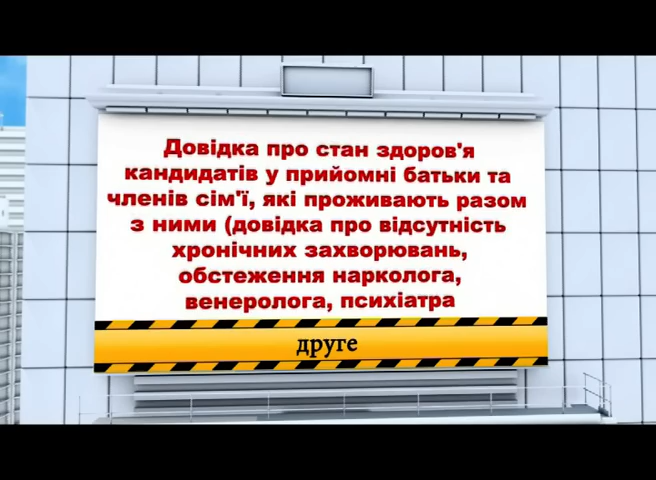 Довідка про стан здоров'я
кандидатів у прийомні батьки та
членів сім'ї, які проживають разом
з ними (довідка про відсутність
хронічних захворювань,
обстеження нарколога,
венеролога, психіатра
друге